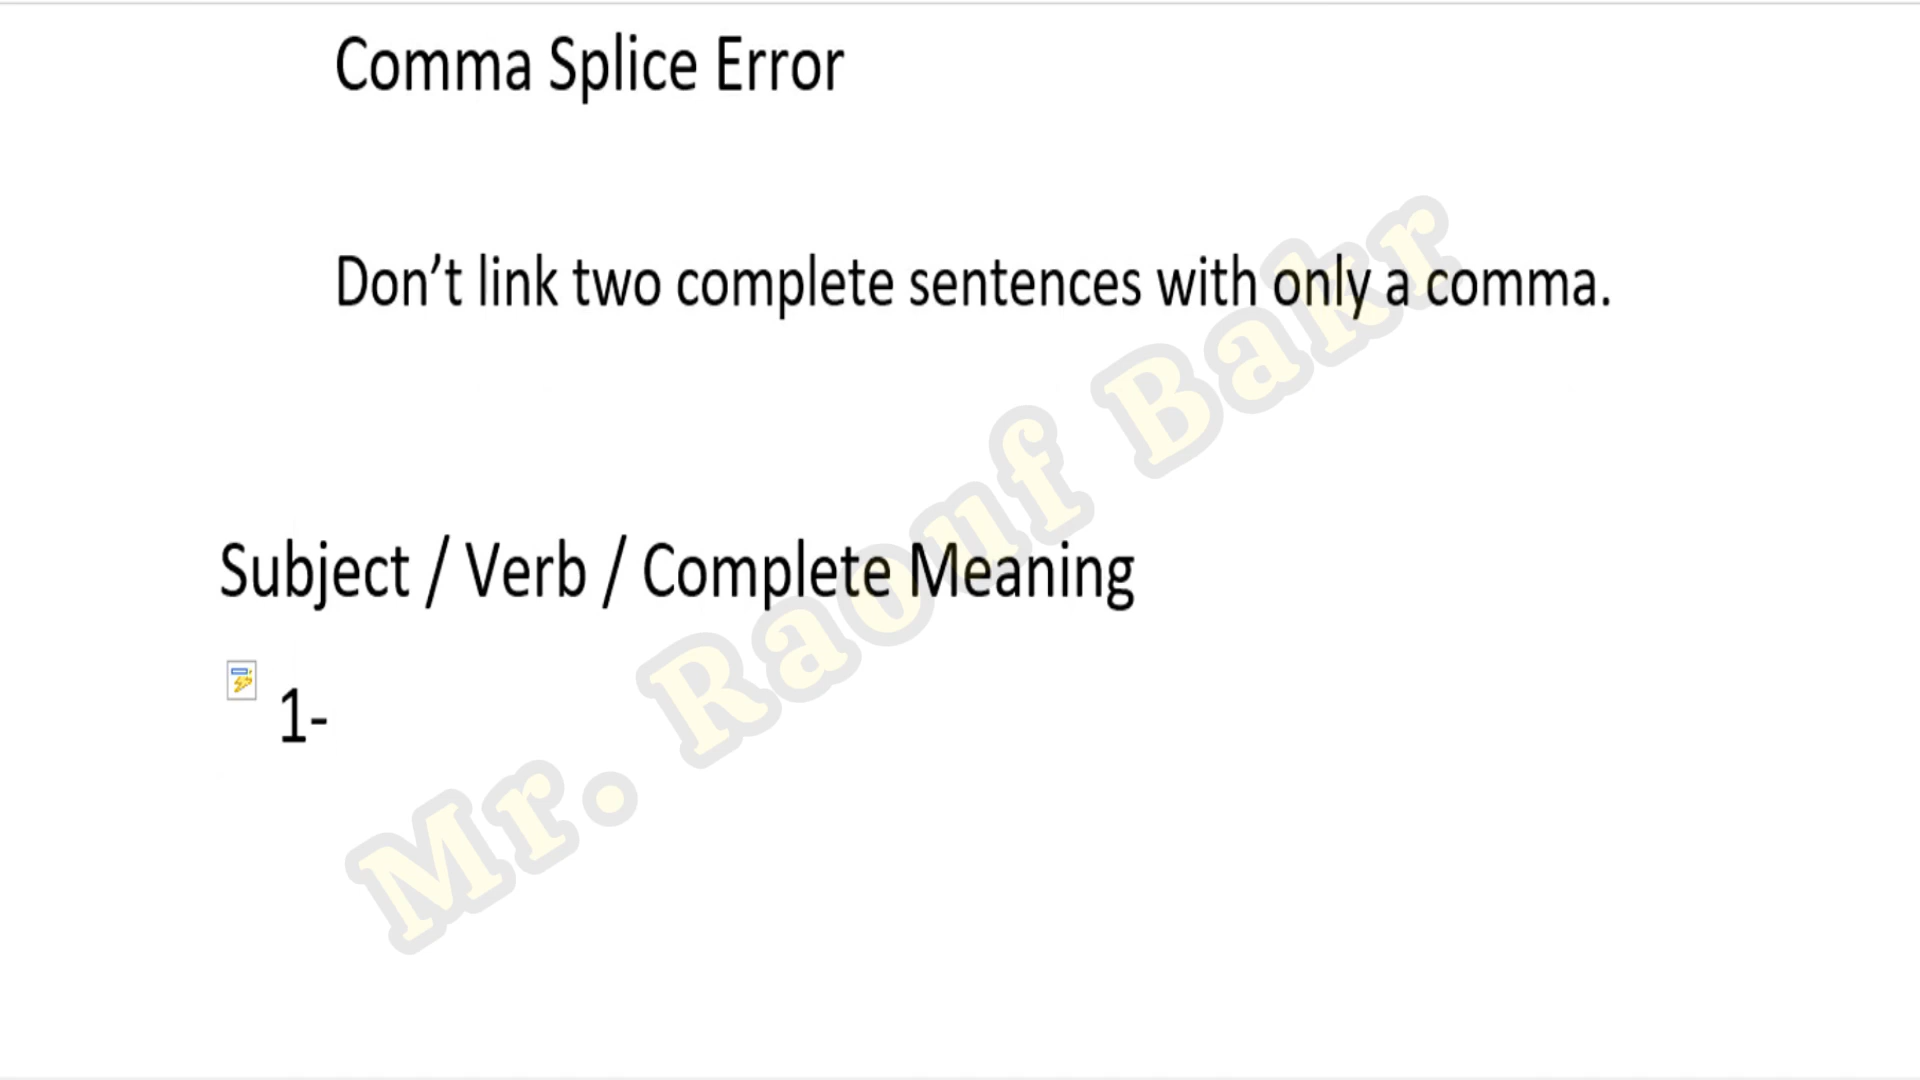 Comma Splice Error
Don’t link two complete sentences with only a comma.
Subject / Verb / Complete Meaning
1-
Mr. Raouf Bakr